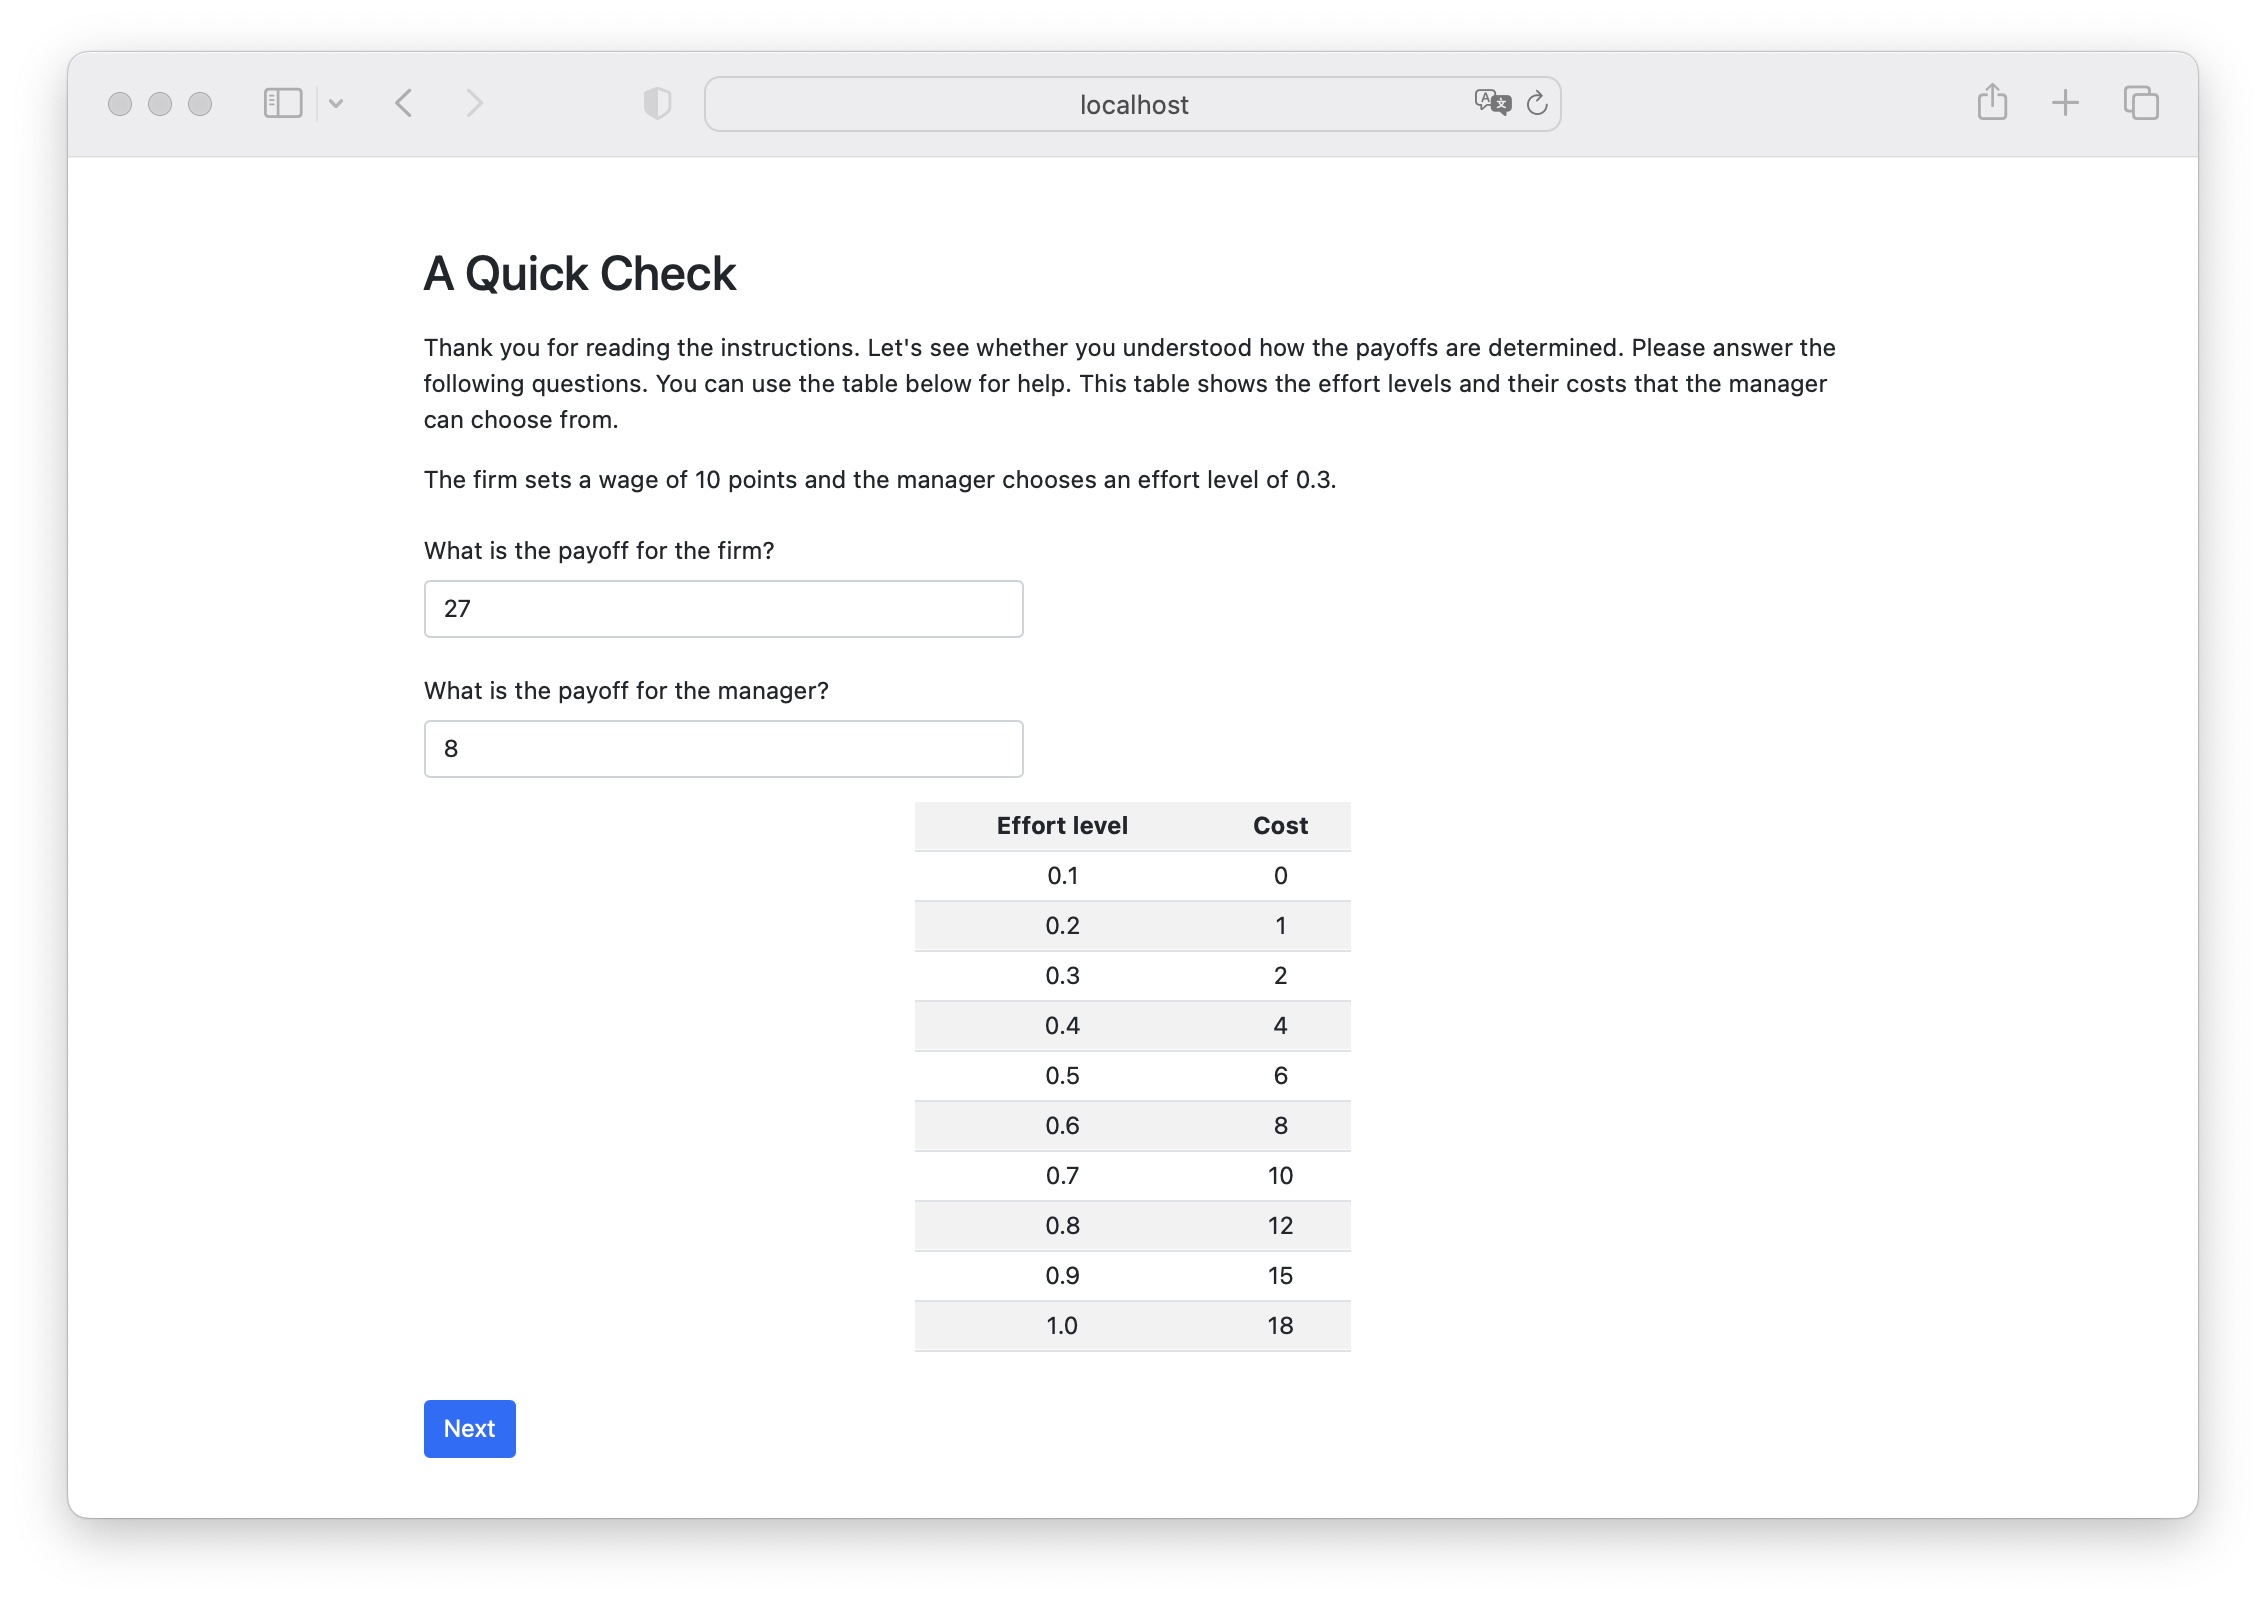 localhost
A Quick Check
Thank you for reading the instructions. Let's see whether you understood how the payoffs are determined. Please answer the
following questions. You can use the table below for help. This table shows the effort levels and their costs that the manager
can choose from.
The firm sets a wage of 10 points and the manager chooses an effort level of 0.3.
What is the payoff for the firm?
27
What is the payoff for the manager?
8
Effort level Cost
0.1 0
0.2 1
0.3 2
0.4 4
0.5 6
0.6 8
0.7 10
0.8 12
0.9 15
1.0 18
Next